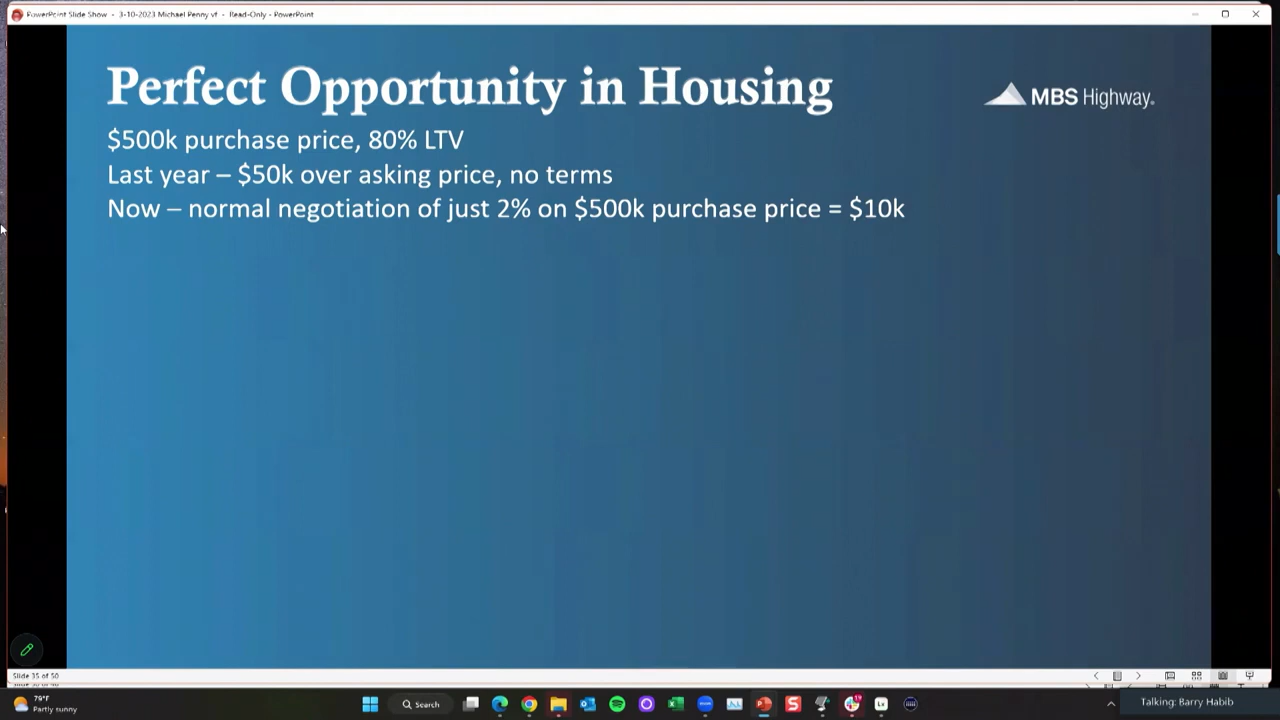 PowerPoint Slide Show - 3-10-2023 Michael Penny vf - Read-Only - PowerPoint
Perfect Opportunity in Housing
MBS Highway.
$500k purchase price, 80% LTV
Last year – $50k over asking price, no terms
Now – normal negotiation of just 2% on $500k purchase price = $10k
Slide 35 of 50
79°F
Partly sunny
Search
19
Talking: Barry Habib